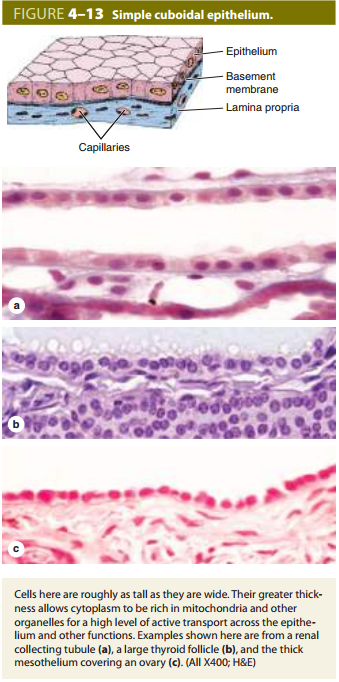 FIGURE 4–13 Simple cuboidal epithelium.
Epithelium
Basement
membrane
Lamina propria
Capillaries
a
b
c
Cells here are roughly as tall as they are wide. Their greater thick-
ness allows cytoplasm to be rich in mitochondria and other
organelles for a high level of active transport across the epithe-
lium and other functions. Examples shown here are from a renal
collecting tubule (a), a large thyroid follicle (b), and the thick
mesothelium covering an ovary (c). (All X400; H&E)